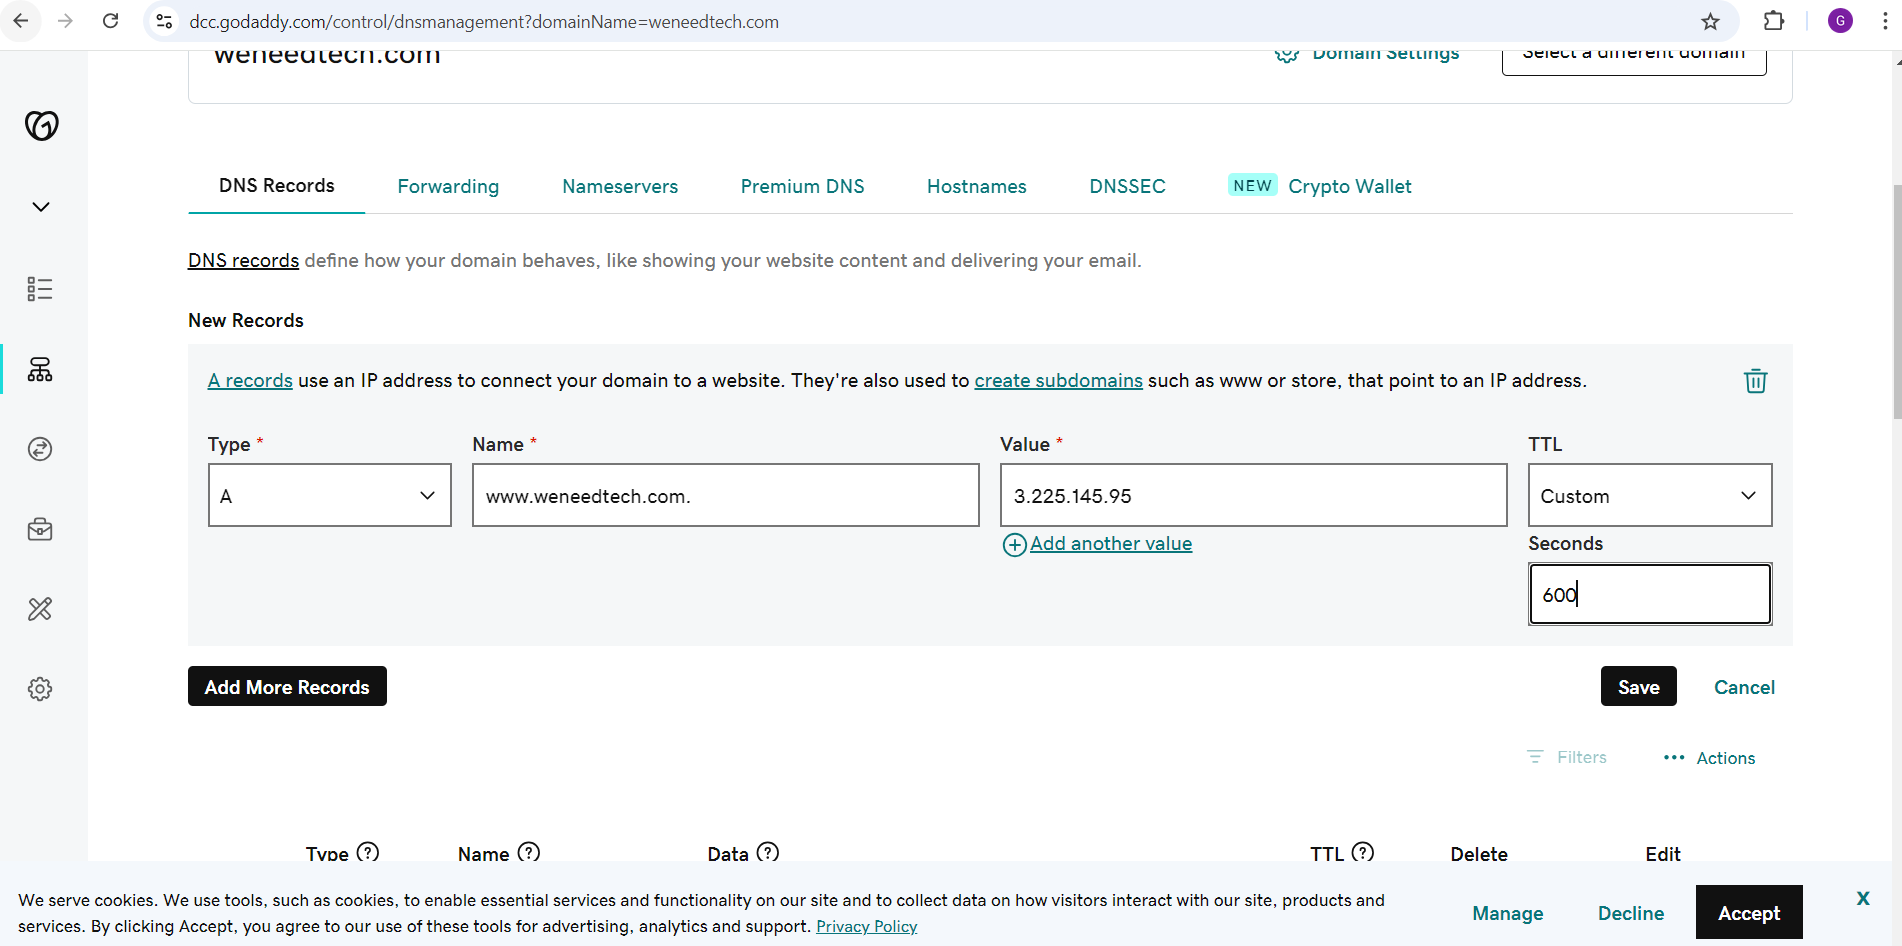 dcc.godaddy.com/control/dnsmanagement?domainName=weneedtech.com
G
weneedtech.com
Domain Settings
Select a different domain
DNS Records
Forwarding
Nameservers
Premium DNS
Hostnames
DNSSEC
NEW Crypto Wallet
DNS records define how your domain behaves, like showing your website content and delivering your email.
New Records
A records use an IP address to connect your domain to a website. They're also used to create subdomains such as www or store, that point to an IP address.
Type *
Name *
Value *
TTL
A
www.weneedtech.com.
3.225.145.95
Custom
Add another value
Seconds
600
Add More Records
Save
Cancel
Filters
Actions
Type
Name
Data
TTL
Delete
Edit
We serve cookies. We use tools, such as cookies, to enable essential services and functionality on our site and to collect data on how visitors interact with our site, products and
services. By clicking Accept, you agree to our use of these tools for advertising, analytics and support. Privacy Policy
Manage
Decline
Accept
X